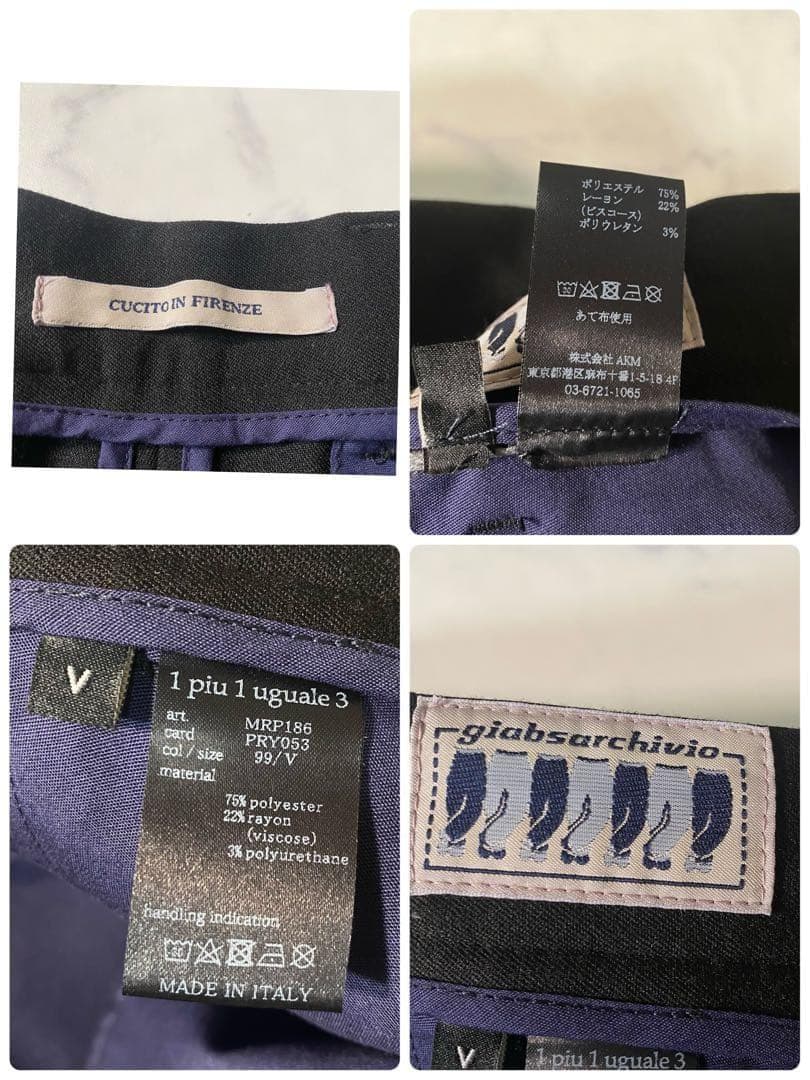 CUCITO IN FIRENZE
ポリエステル 75%
レーヨン 22%
(ビスコース)
ポリウレタン 3%
30
あて布使用
株式会社 AKM
東京都港区麻布十番1-5-18 4F
03-6721-1065
V
1 piu 1 uguale 3
art. MRP186
card PRY053
col / size 99/V
material
75% polyester
22% rayon
(viscose)
3% polyurethane
handling indication
30
MADE IN ITALY
giabsarchivio
V
1 piu 1 uguale 3